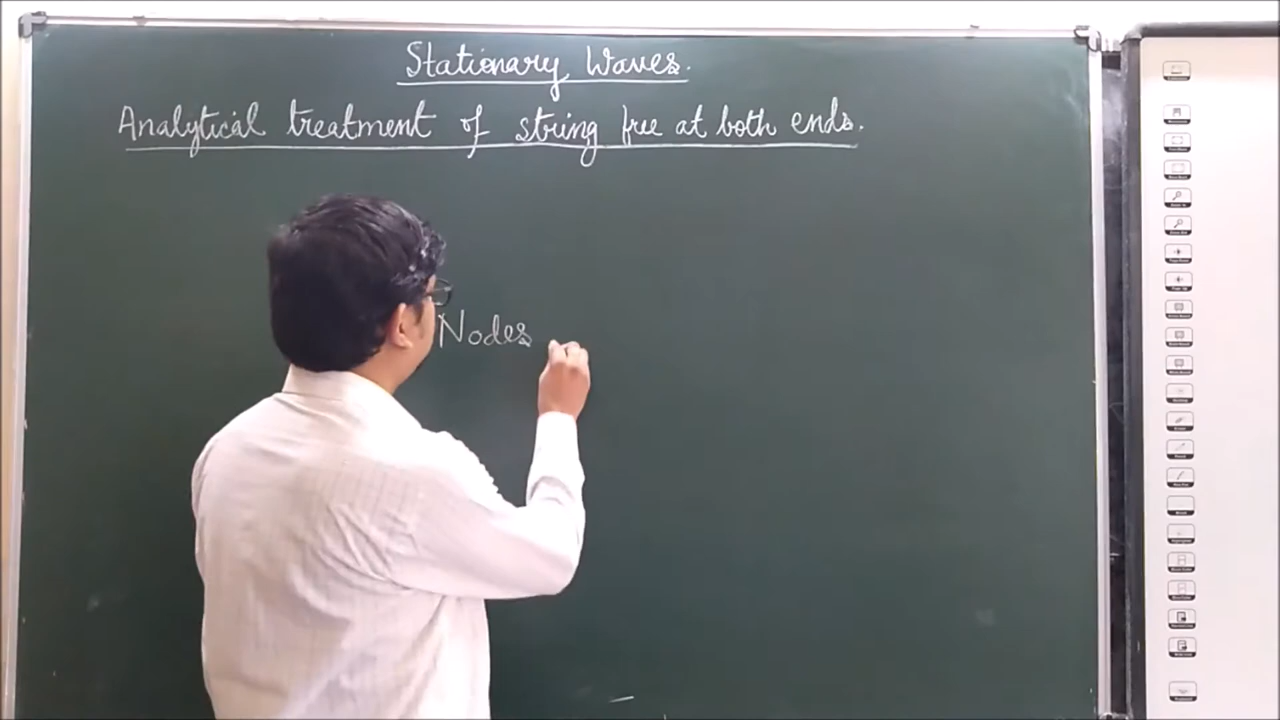 Stationary Waves.
Analytical treatment of string free at both ends.
Nodes